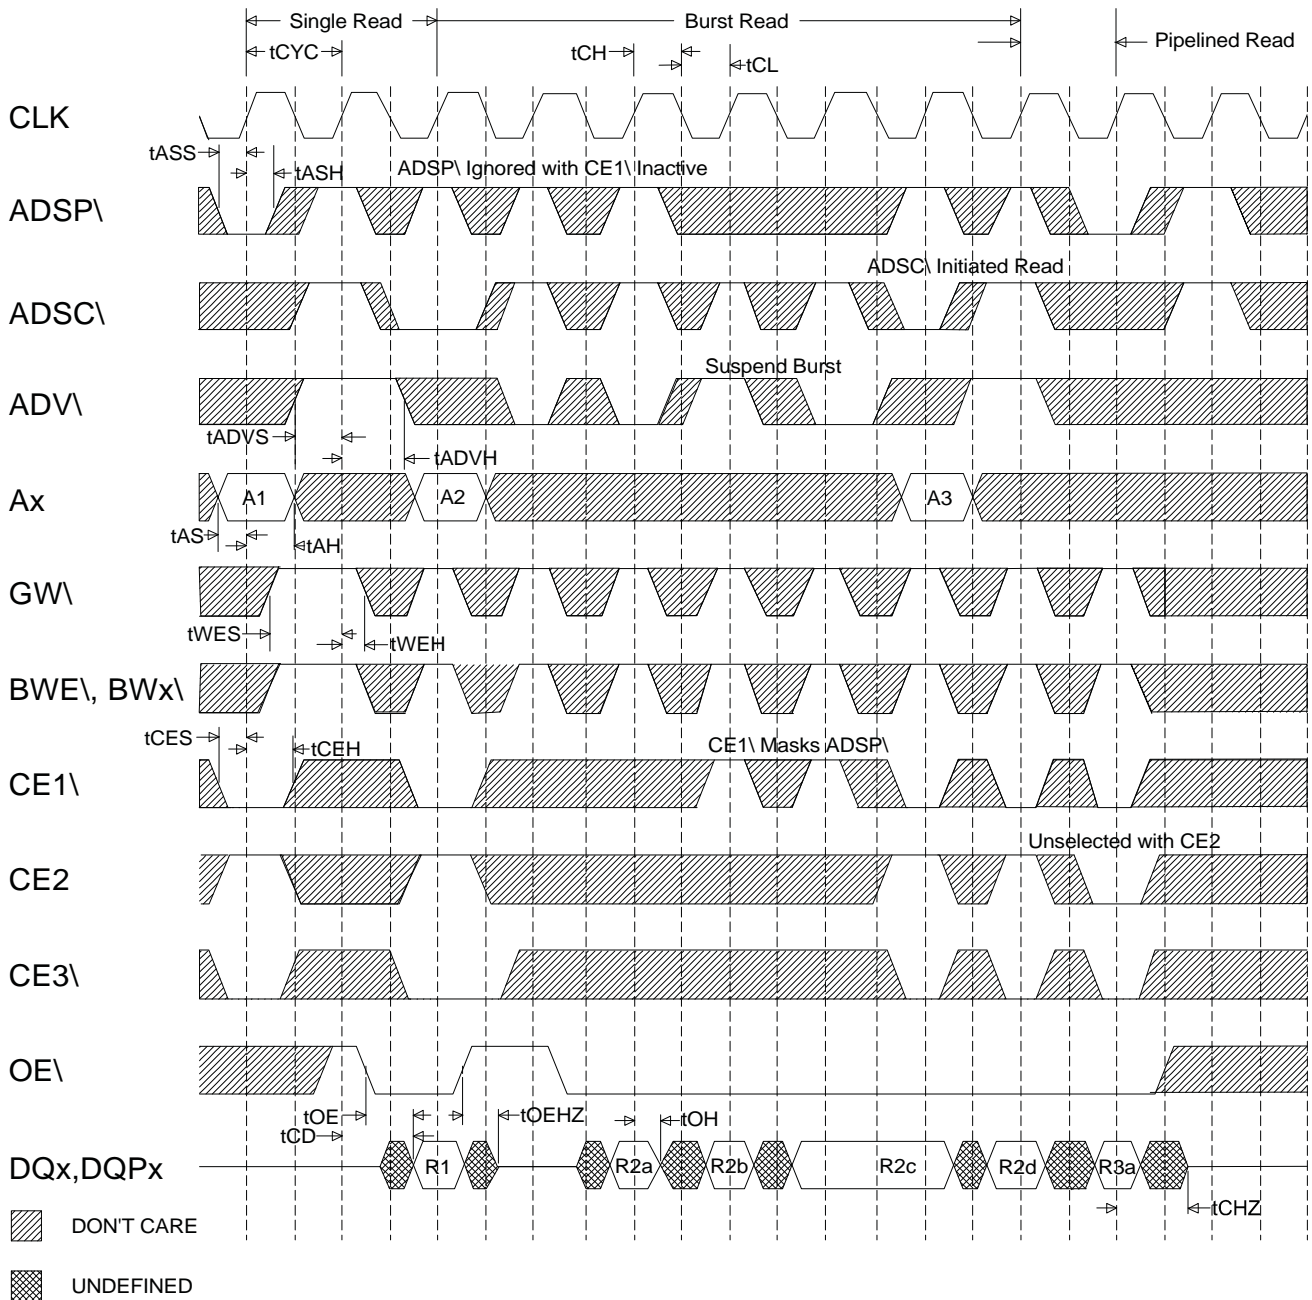 Single Read
Burst Read
Pipelined Read
tCYC
tCH
tCL
CLK
tASS
tASH
ADSP\ Ignored with CE1\ Inactive
ADSP\
ADSC\ Initiated Read
ADSC\
Suspend Burst
ADV\
tADVS
tADVH
Ax
A1
A2
A3
tAS
tAH
GW\
tWES
tWEH
BWE\, BWx\
tCES
tCEH
CE1\ Masks ADSP\
CE1\
Unselected with CE2
CE2
CE3\
OE\
tOE
tOEHZ
tOH
tCD
DQx,DQPx
R1
R2a
R2b
R2c
R2d
R3a
tCHZ
DON'T CARE
UNDEFINED